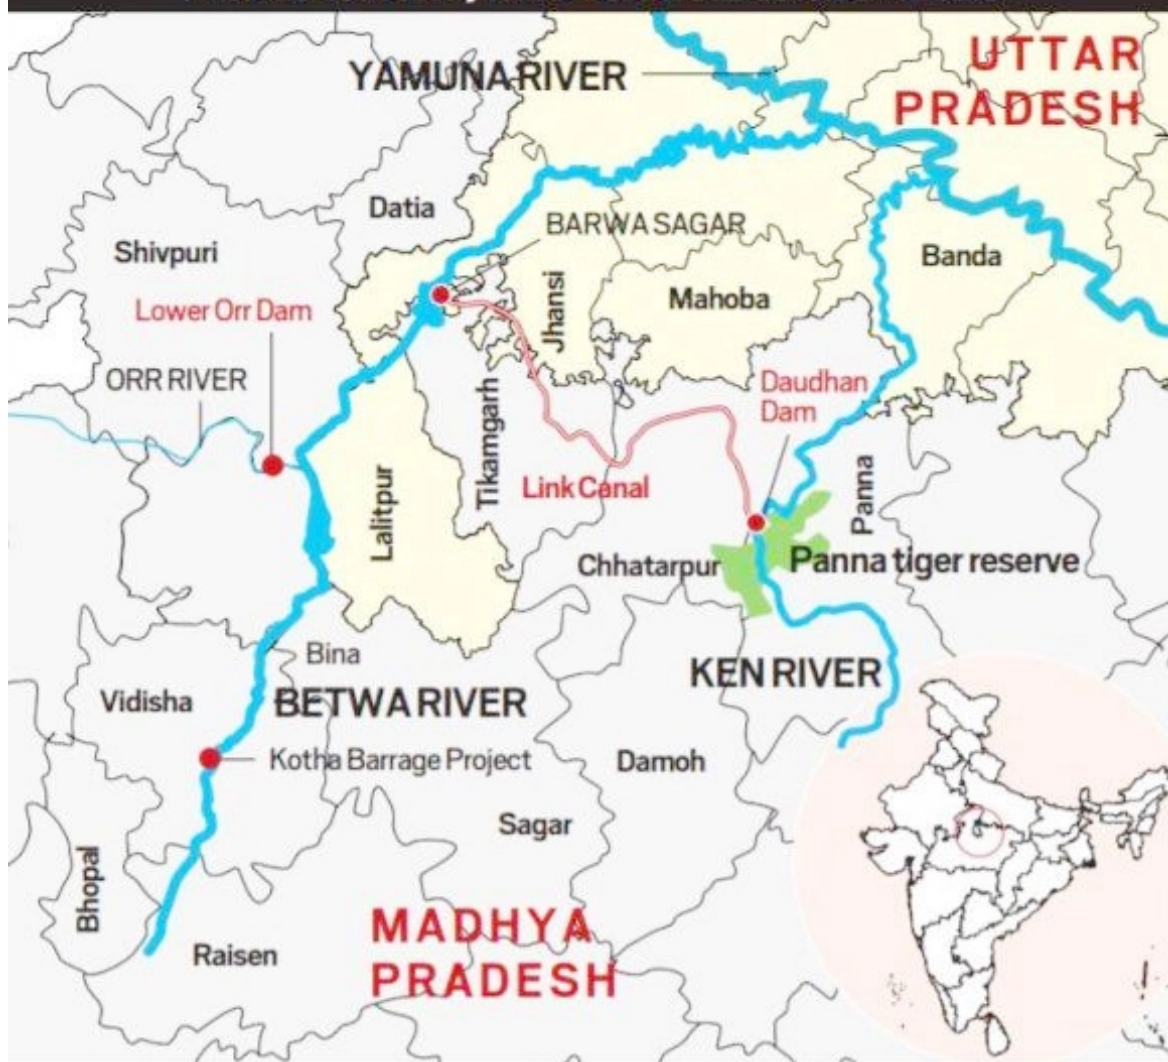 YAMUNA RIVER
UTTAR
PRADESH
Datia
BARWA SAGAR
Shivpuri
Banda
Jhansi
Mahoba
Lower Orr Dam
ORR RIVER
Daudhan
Dam
Tikamgarh
Link Canal
Lalitpur
Panna
Chhatarpur
Panna tiger reserve
Bina
KEN RIVER
Vidisha
BETWA RIVER
Kotha Barrage Project
Damoh
Sagar
Bhopal
MADHYA
PRADESH
Raisen